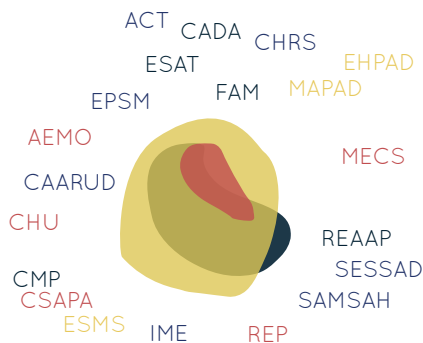 ACT
CADA
CHRS
ESAT
EHPAD
MAPAD
FAM
EPSM
AEMO
MECS
CAARUD
CHU
REAAP
SESSAD
CMP
CSAPA
SAMSAH
ESMS
IME
REP